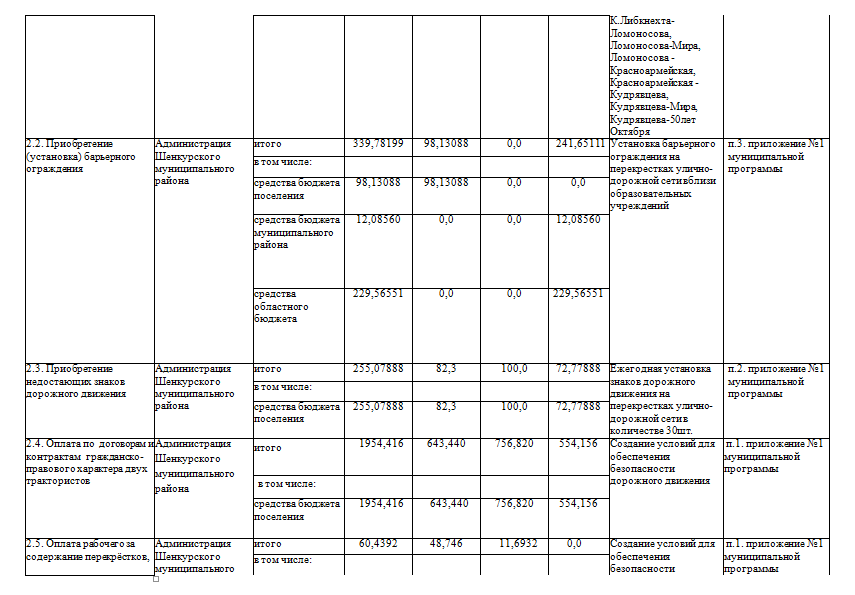 К.Либкнехта-
Ломоносова,
Ломоносова-Мира,
Ломоносова -
Красноармейская,
Красноармейская -
Кудрявцева,
Кудрявцева-Мира,
Кудрявцева-50лет
Октября
2.2. Приобретение
(установка) барьерного
ограждения
Администрация
Шенкурского
муниципального
района
итого
339,78199
98,13088
0,0
241,65111
в том числе:
средства бюджета
поселения
98,13088
98,13088
0,0
0,0
средства бюджета
муниципального
района
12,08560
0,0
0,0
12,08560
средства
областного
бюджета
229,56551
0,0
0,0
229,56551
Установка барьерного
ограждения на
перекрестках улично-
дорожной сети вблизи
образовательных
учреждений
п.3. приложение №1
муниципальной
программы
2.3. Приобретение
недостающих знаков
дорожного движения
Администрация
Шенкурского
муниципального
района
итого
255,07888
82,3
100,0
72,77888
в том числе:
средства бюджета
поселения
255,07888
82,3
100,0
72,77888
Ежегодная установка
знаков дорожного
движения на
перекрестках улично-
дорожной сети в
количестве 30шт.
п.2. приложение №1
муниципальной
программы
2.4. Оплата по договорам и
контрактам гражданско-
правового характера двух
трактористов
Администрация
Шенкурского
муниципального
района
итого
1954,416
643,440
756,820
554,156
в том числе:
средства бюджета
поселения
1954,416
643,440
756,820
554,156
Создание условий для
обеспечения
безопасности
дорожного движения
п.1. приложение №1
муниципальной
программы
2.5. Оплата рабочего за
содержание перекрёстков,
Администрация
Шенкурского
муниципального
итого
60,4392
48,746
11,6932
0,0
в том числе:
Создание условий для
обеспечения
безопасности
п.1. приложение №1
муниципальной
программы